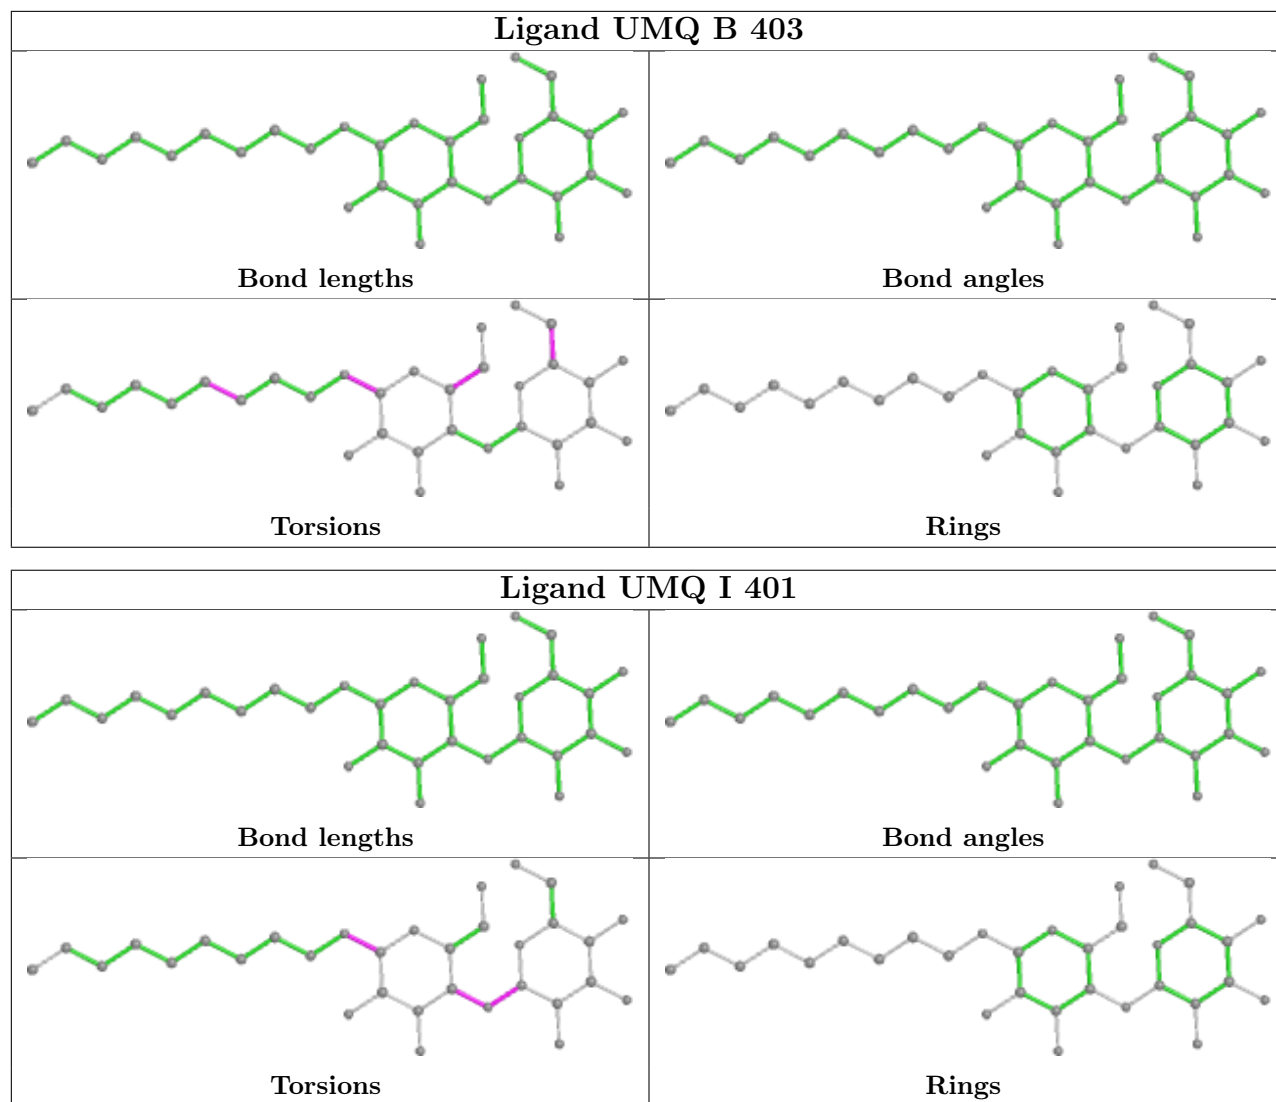 Ligand UMQ B 403
Bond lengths
Bond angles
Torsions
Rings
Ligand UMQ I 401
Bond lengths
Bond angles
Torsions
Rings